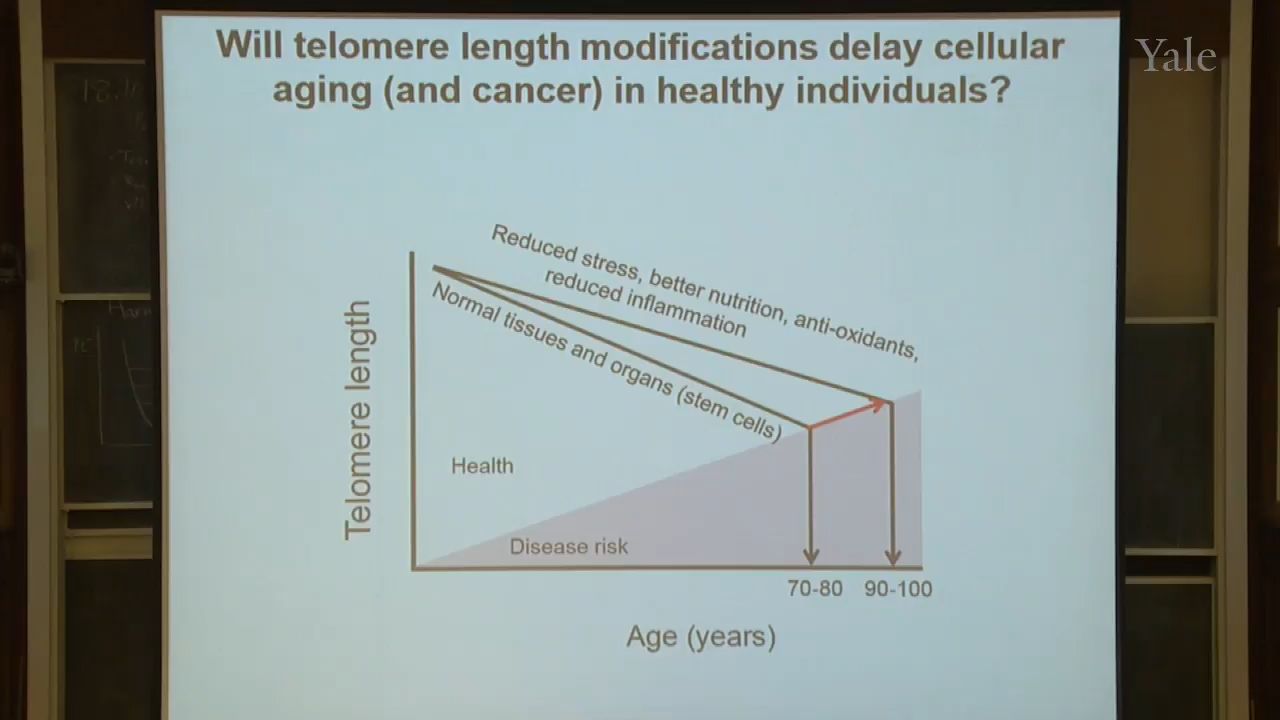 Will telomere length modifications delay cellular
aging (and cancer) in healthy individuals?
Yale
Reduced stress, better nutrition, anti-oxidants,
reduced inflammation
Normal tissues and organs (stem cells)
Telomere length
Health
Disease risk
70-80
90-100
Age (years)